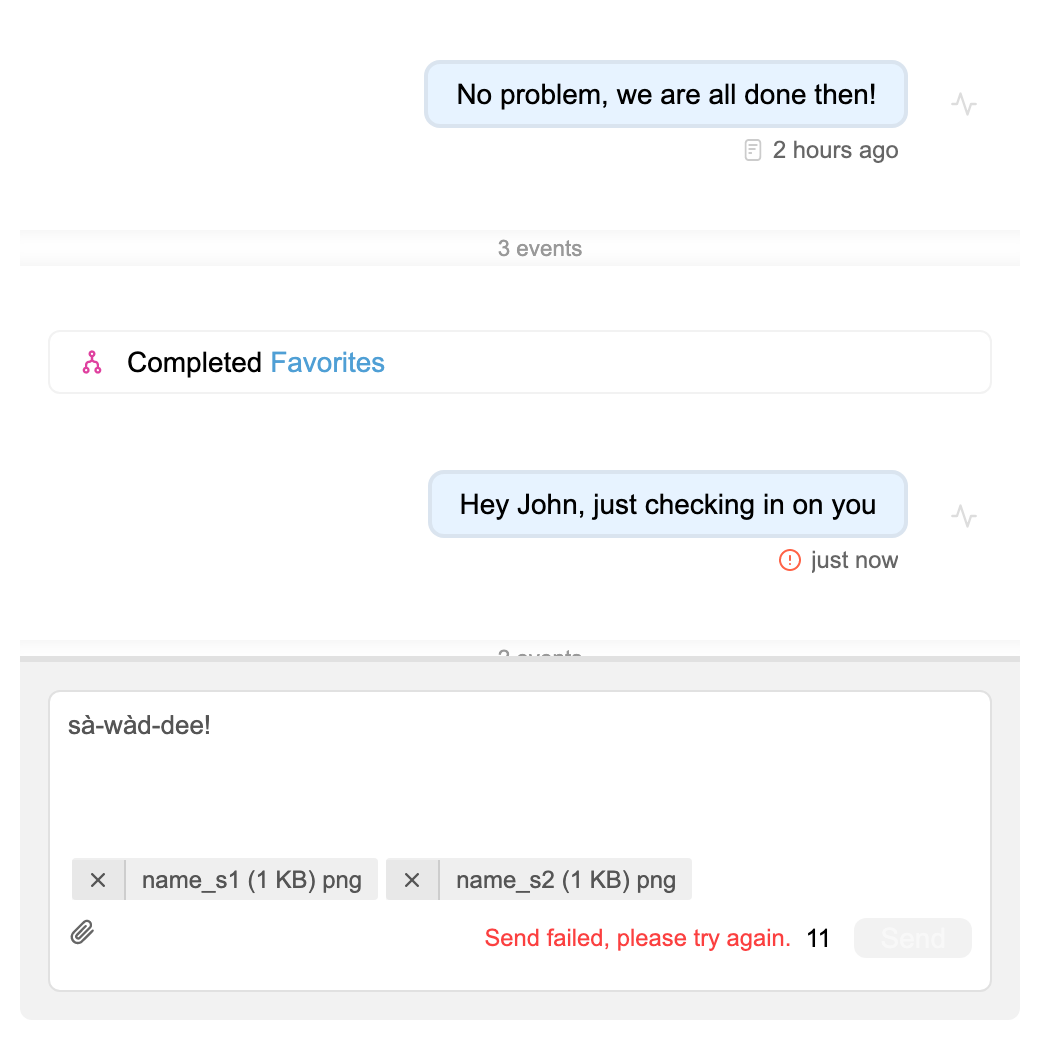 No problem, we are all done then!
2 hours ago
3 events
Completed Favorites
Hey John, just checking in on you
just now
events
sà-wàd-dee!
name_s1 (1 KB) png
name_s2 (1 KB) png
Send failed, please try again. 11 Send